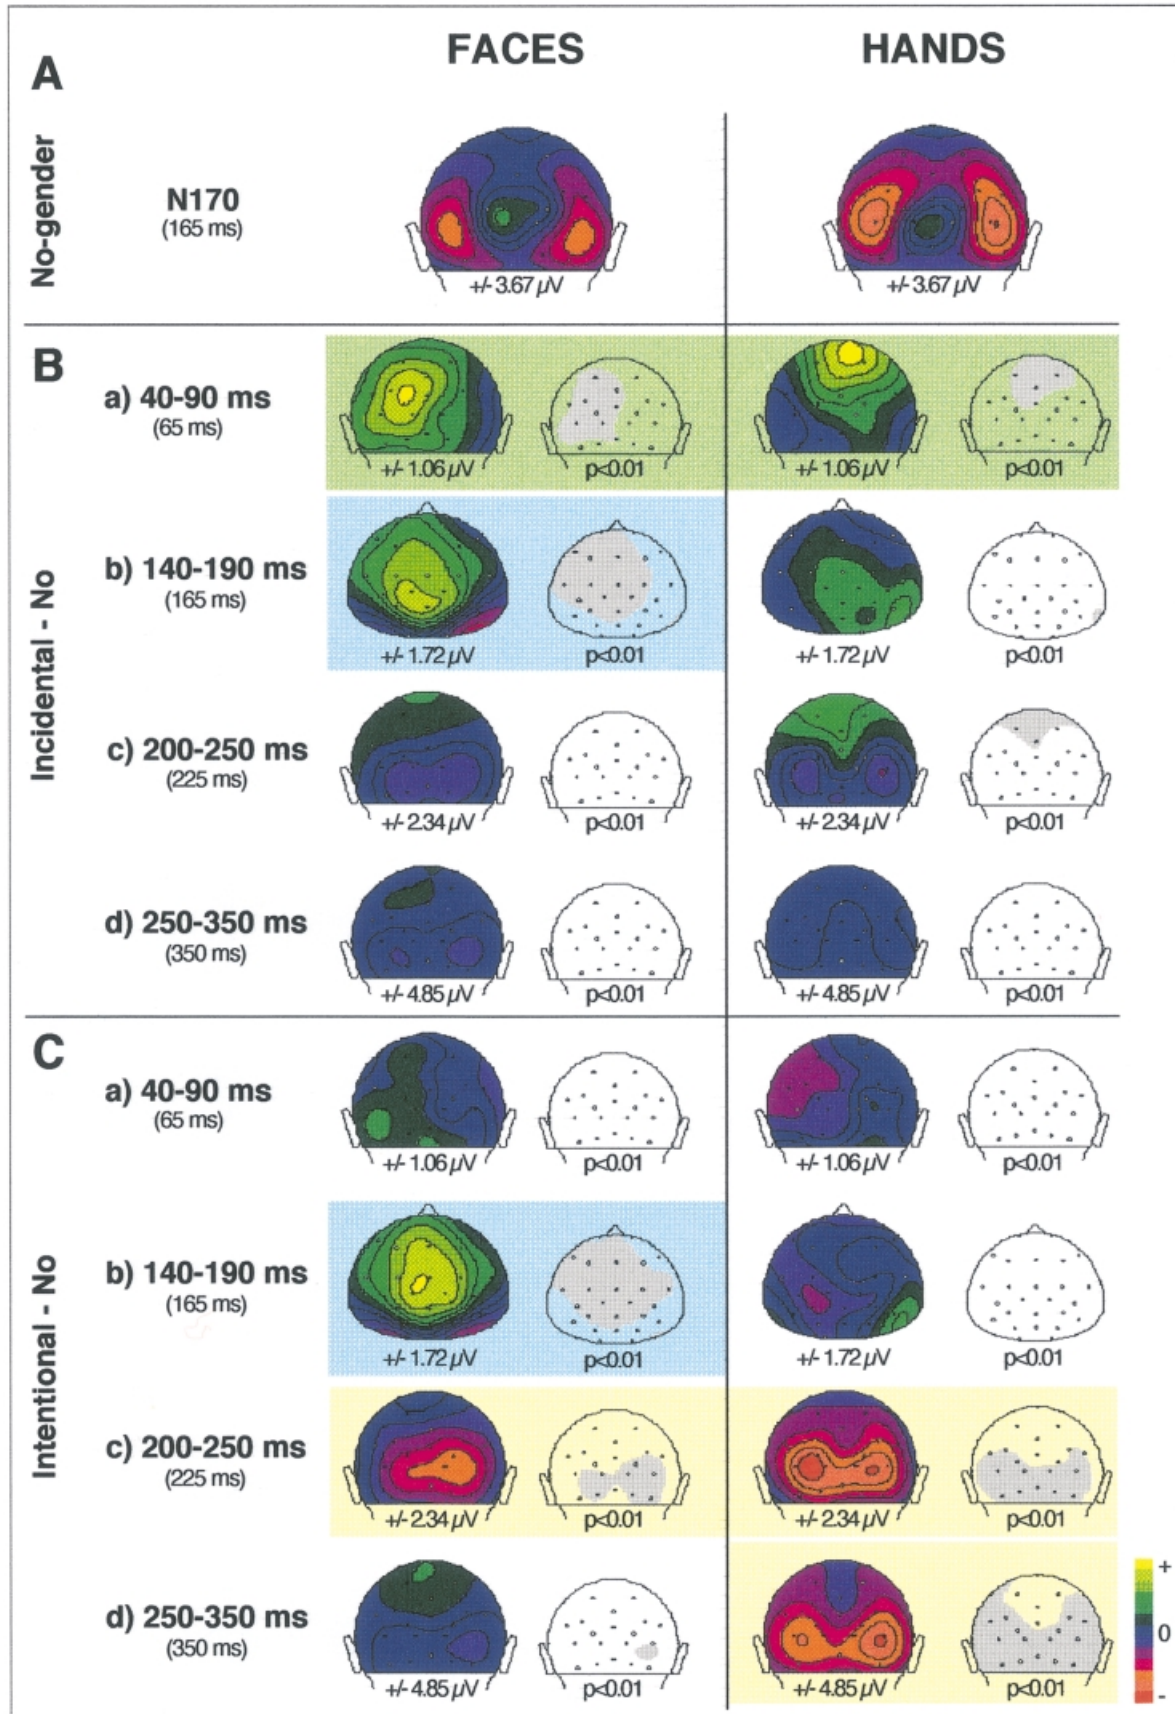 FACES HANDS
A
No-gender
N170
(165 ms)
+/- 3.67 µV +/- 3.67 µV
B
Incidental - No
a) 40-90 ms
(65 ms)
+/- 1.06 µV p<0.01 +/- 1.06 µV p<0.01
b) 140-190 ms
(165 ms)
+/- 1.72 µV p<0.01 +/- 1.72 µV p<0.01
c) 200-250 ms
(225 ms)
+/- 2.34 µV p<0.01 +/- 2.34 µV p<0.01
d) 250-350 ms
(350 ms)
+/- 4.85 µV p<0.01 +/- 4.85 µV p<0.01
C
Intentional - No
a) 40-90 ms
(65 ms)
+/- 1.06 µV p<0.01 +/- 1.06 µV p<0.01
b) 140-190 ms
(165 ms)
+/- 1.72 µV p<0.01 +/- 1.72 µV p<0.01
c) 200-250 ms
(225 ms)
+/- 2.34 µV p<0.01 +/- 2.34 µV p<0.01
d) 250-350 ms
(350 ms)
+/- 4.85 µV p<0.01 +/- 4.85 µV p<0.01
+
0
-